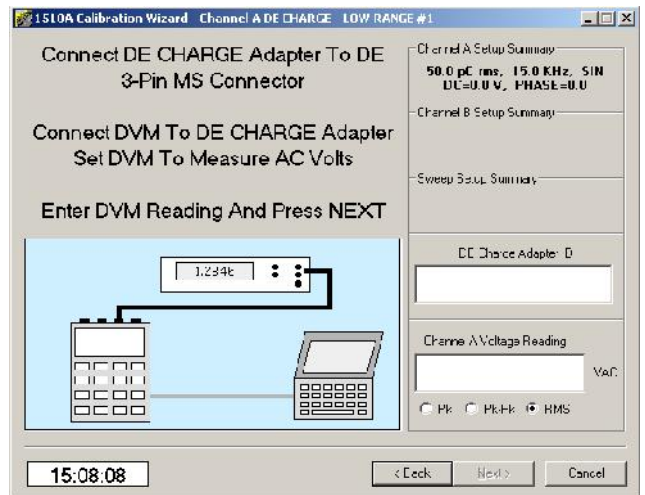 1510A Calibration Wizard Channel A DE CHARGE LOW RANGE #1
Connect DE CHARGE Adapter To DE
3-Pin MS Connector
Connect DVM To DE CHARGE Adapter
Set DVM To Measure AC Volts
Enter DVM Reading And Press NEXT
1.2346
Channel A Setup Summary
50.0 pC rms, 15.0 KHz, SIN
DC=0.0 V, PHASE=0.0
Channel B Setup Summary
Sweep Setup Summary
DE Charge Adapter ID
Channel A Voltage Reading
VAC
Pk Pk-Pk RMS
15:08:08
< Back Next > Cancel